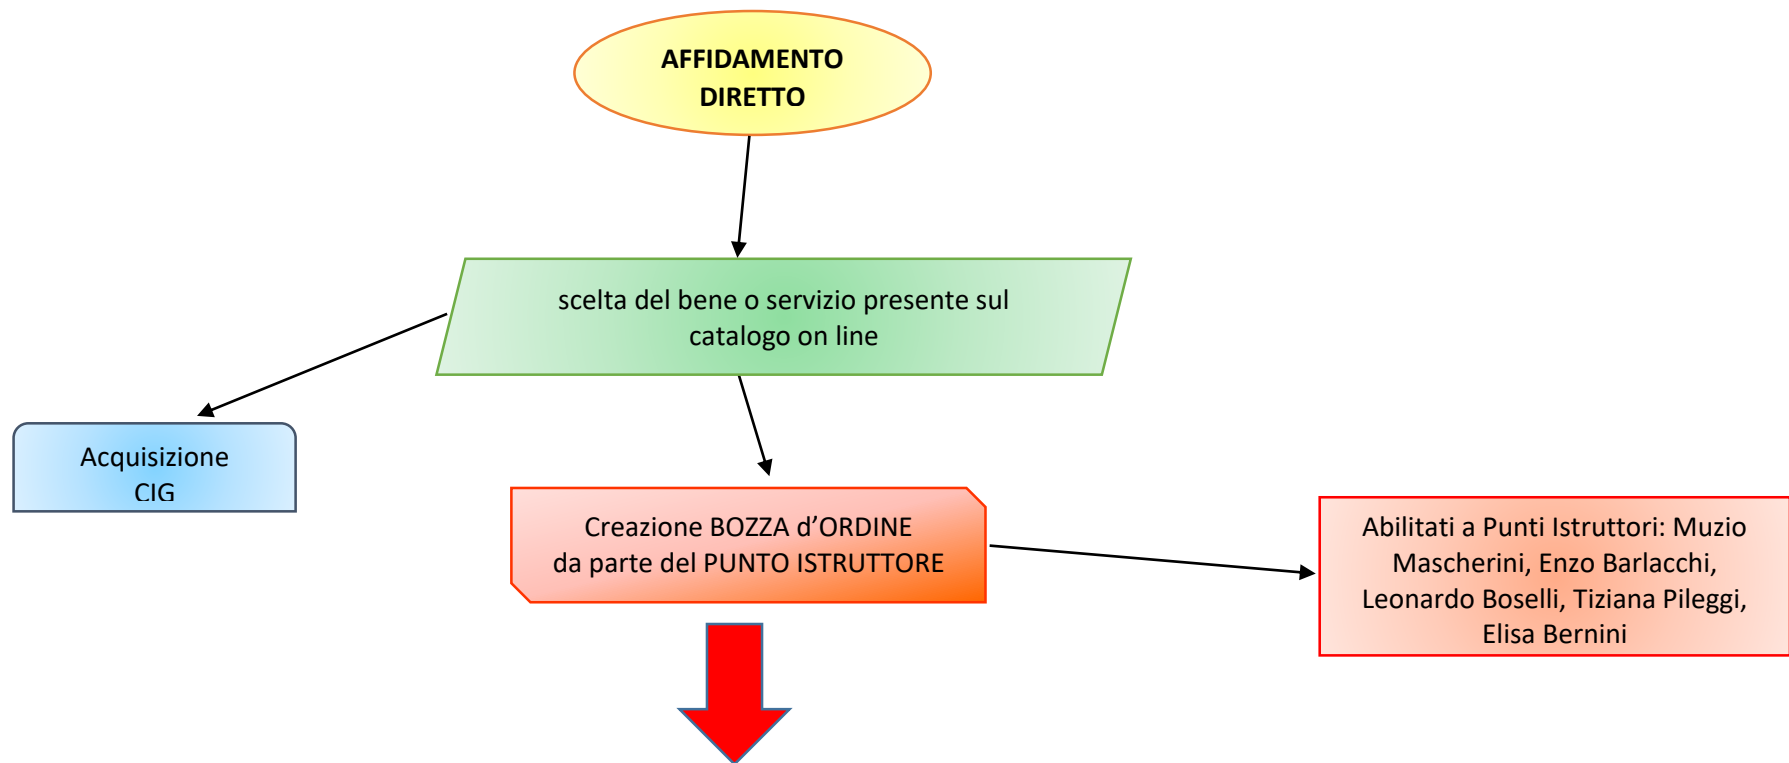 AFFIDAMENTO
DIRETTO
scelta del bene o servizio presente sul
catalogo on line
Acquisizione
CIG
Creazione BOZZA d’ORDINE
da parte del PUNTO ISTRUTTORE
Abilitati a Punti Istruttori: Muzio
Mascherini, Enzo Barlacchi,
Leonardo Boselli, Tiziana Pileggi,
Elisa Bernini